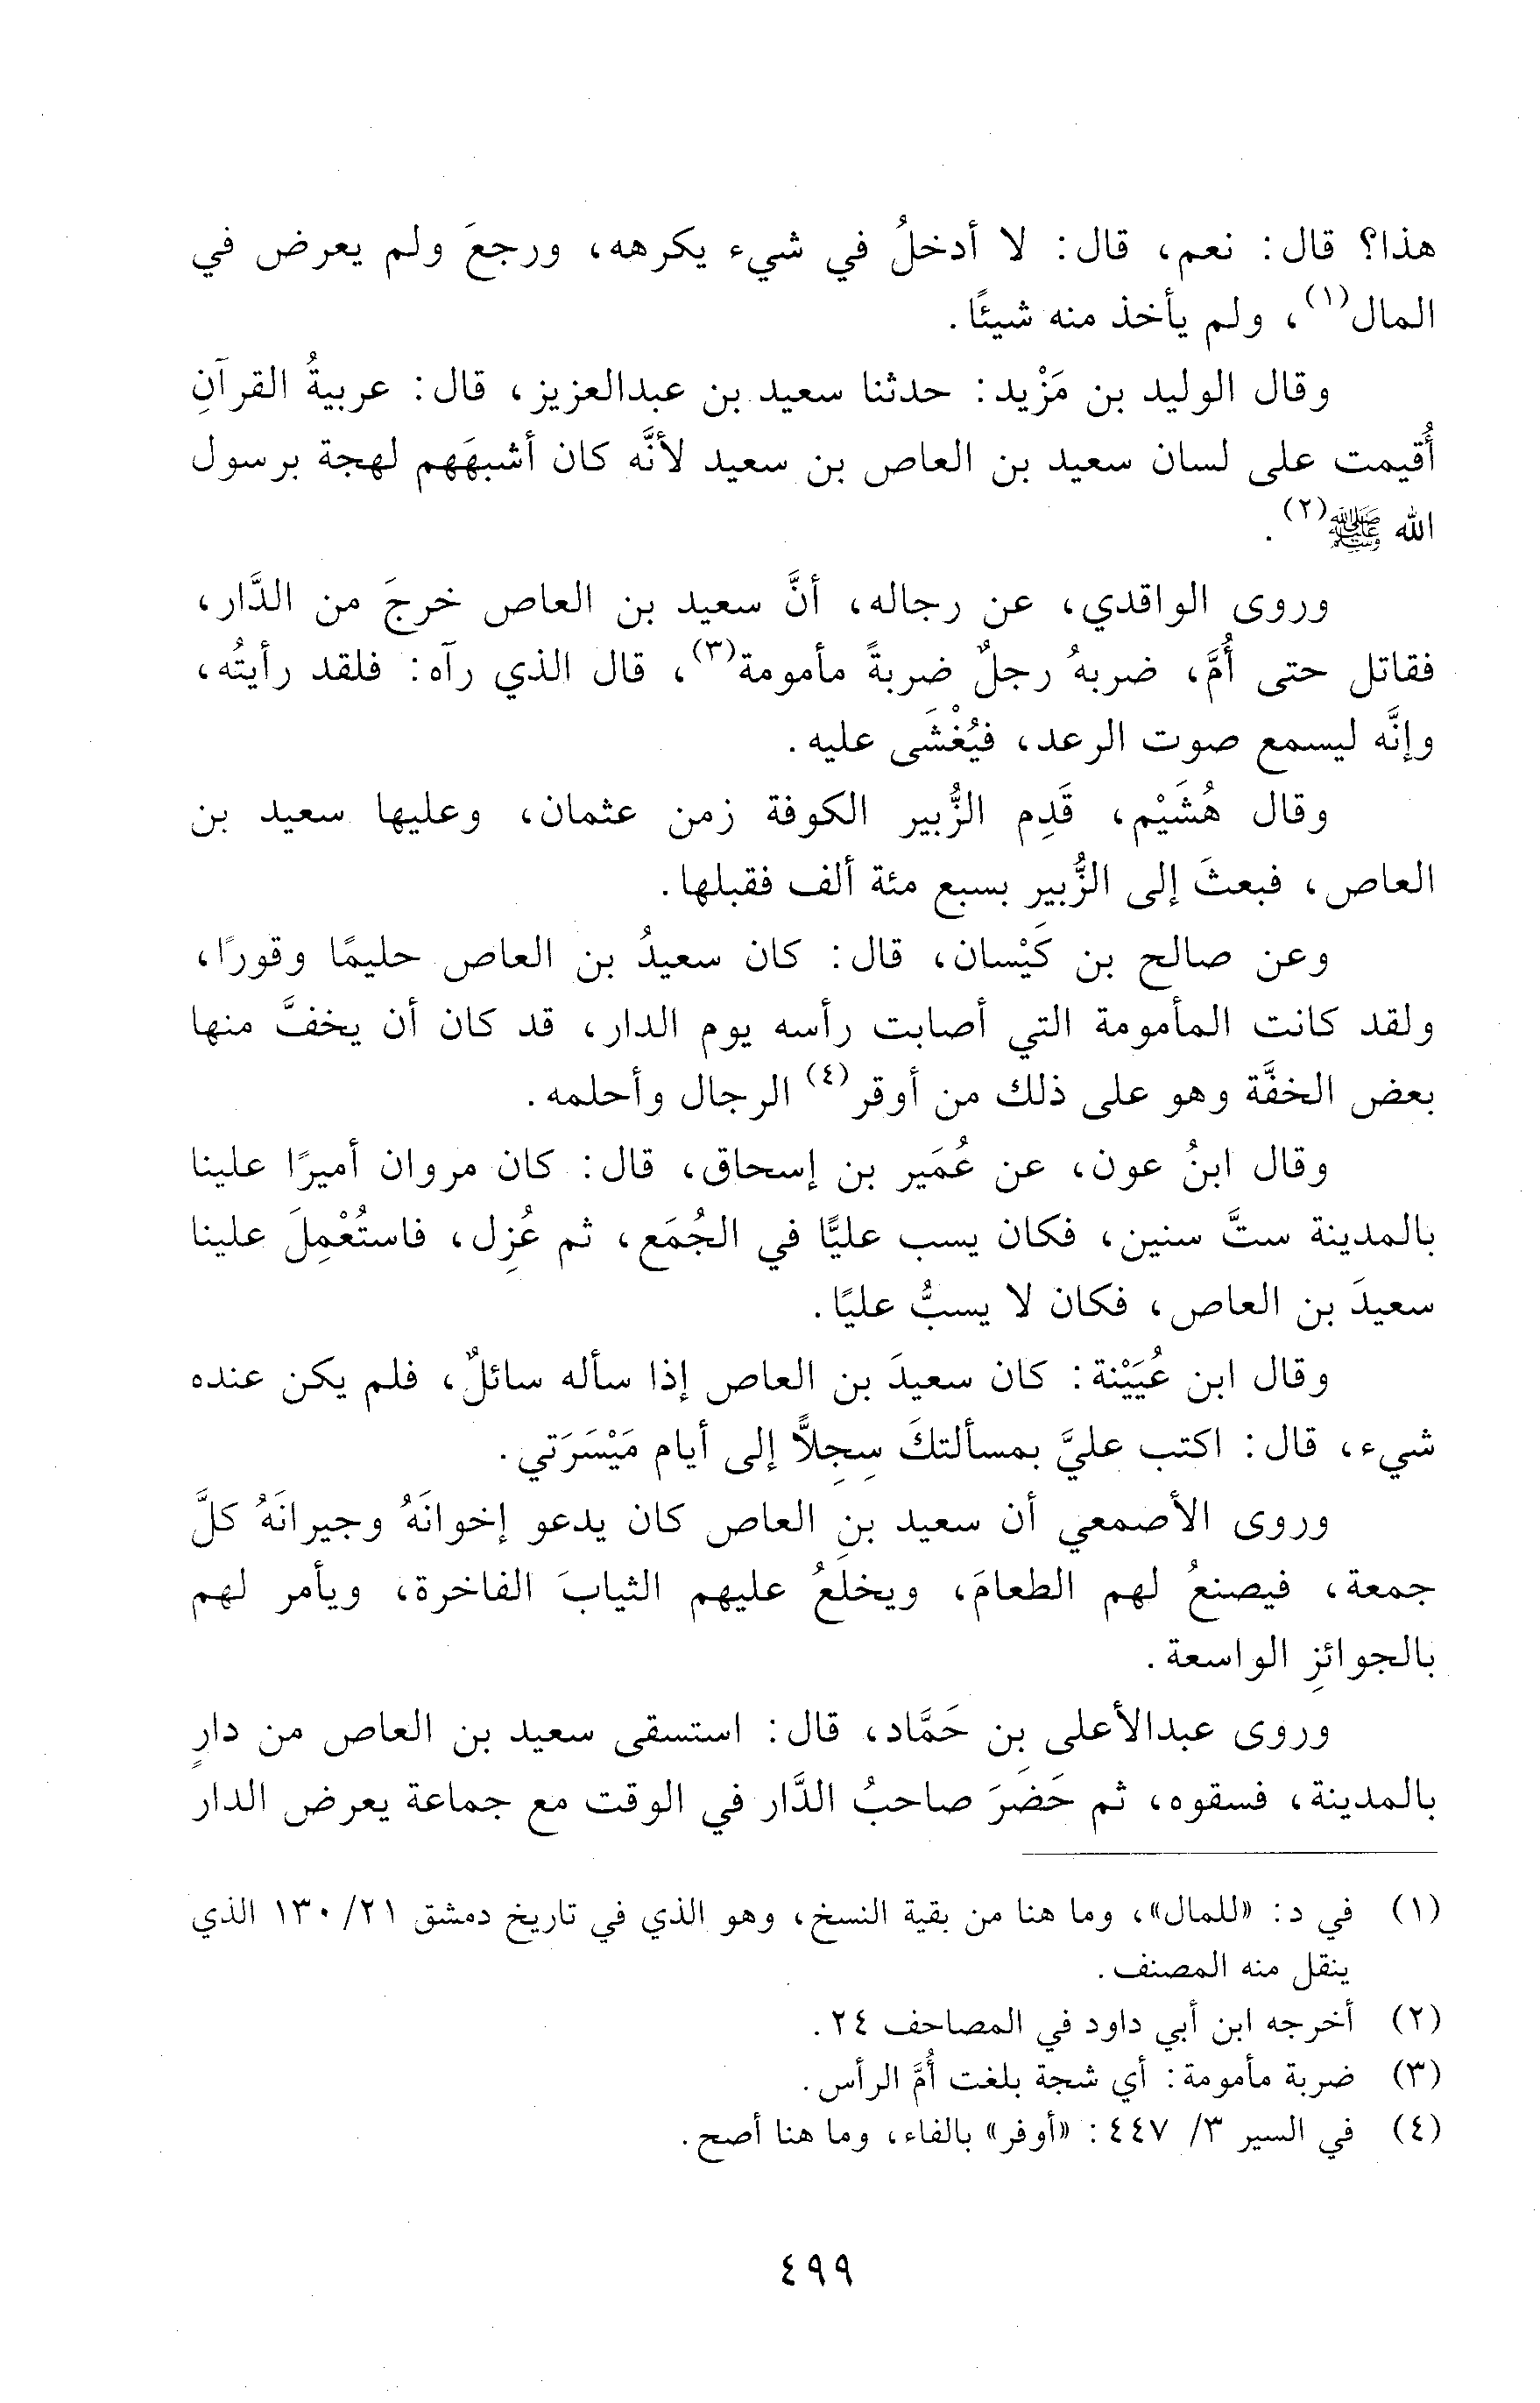 هذا؟ قال: نعم، قال: لا أدخلُ في شيء يكرهه، ورجعَ ولم يعرض في
المال(١)، ولم يأخذ منه شيئًا.
وقال الوليد بن مَزْيد: حدثنا سعيد بن عبدالعزيز، قال: عربيةُ القرآنِ
أُقيمت على لسان سعيد بن العاص بن سعيد لأنَّه كان أشبهَهم لهجة برسول
الله ﷺ(٢).
وروى الواقدي، عن رجاله، أنَّ سعيد بن العاص خرجَ من الدَّار،
فقاتل حتى أُمَّ، ضربهُ رجلٌ ضربةً مأمومة(٣)، قال الذي رآه: فلقد رأيتُه،
وإنَّه ليسمع صوت الرعد، فيُغْشَى عليه.
وقال هُشَيْم، قَدِم الزُّبير الكوفة زمن عثمان، وعليها سعيد بن
العاص، فبعثَ إلى الزُّبير بسبع مئة ألف فقبلها.
وعن صالح بن كَيْسان، قال: كان سعيدُ بن العاص حليمًا وقورًا،
ولقد كانت المأمومة التي أصابت رأسه يوم الدار، قد كان أن يخفَّ منها
بعض الخفَّة وهو على ذلك من أوقر(٤) الرجال وأحلمه.
وقال ابنُ عون، عن عُمَير بن إسحاق، قال: كان مروان أميرًا علينا
بالمدينة ستَّ سنين، فكان يسب عليًّا في الجُمَع، ثم عُزِل، فاستُعْمِلَ علينا
سعيدَ بن العاص، فكان لا يسبُّ عليًا.
وقال ابن عُيَيْنة: كان سعيدَ بن العاص إذا سأله سائلٌ، فلم يكن عنده
شيء، قال: اكتب عليَّ بمسألتكَ سِجِلاًّ إلى أيام مَيْسَرَتي.
وروى الأصمعي أن سعيد بنِ العاص كان يدعو إخوانَهُ وجيرانَهُ كلَّ
جمعة، فيصنعُ لهم الطعامَ، ويخلَعُ عليهم الثيابَ الفاخرة، ويأمر لهم
بالجوائزِ الواسعة.
وروى عبدالأعلى بنِ حَمَّاد، قال: استسقى سعيد بن العاص من دارٍ
بالمدينة، فسقوه، ثم حَضَِرَ صاحبُ الدَّار في الوقت مع جماعة يعرض الدار
(١) في د: «للمال»، وما هنا من بقية النسخ، وهو الذي في تاريخ دمشق ٢١/ ١٣٠ الذي
ينقل منه المصنف.
(٢) أخرجه ابن أبي داود في المصاحف ٢٤.
(٣) ضربة مأمومة: أي شجة بلغت أُمَّ الرأس.
(٤) في السير ٣/ ٤٤٧: «أوفر» بالفاء، وما هنا أصح.
٤٩٩